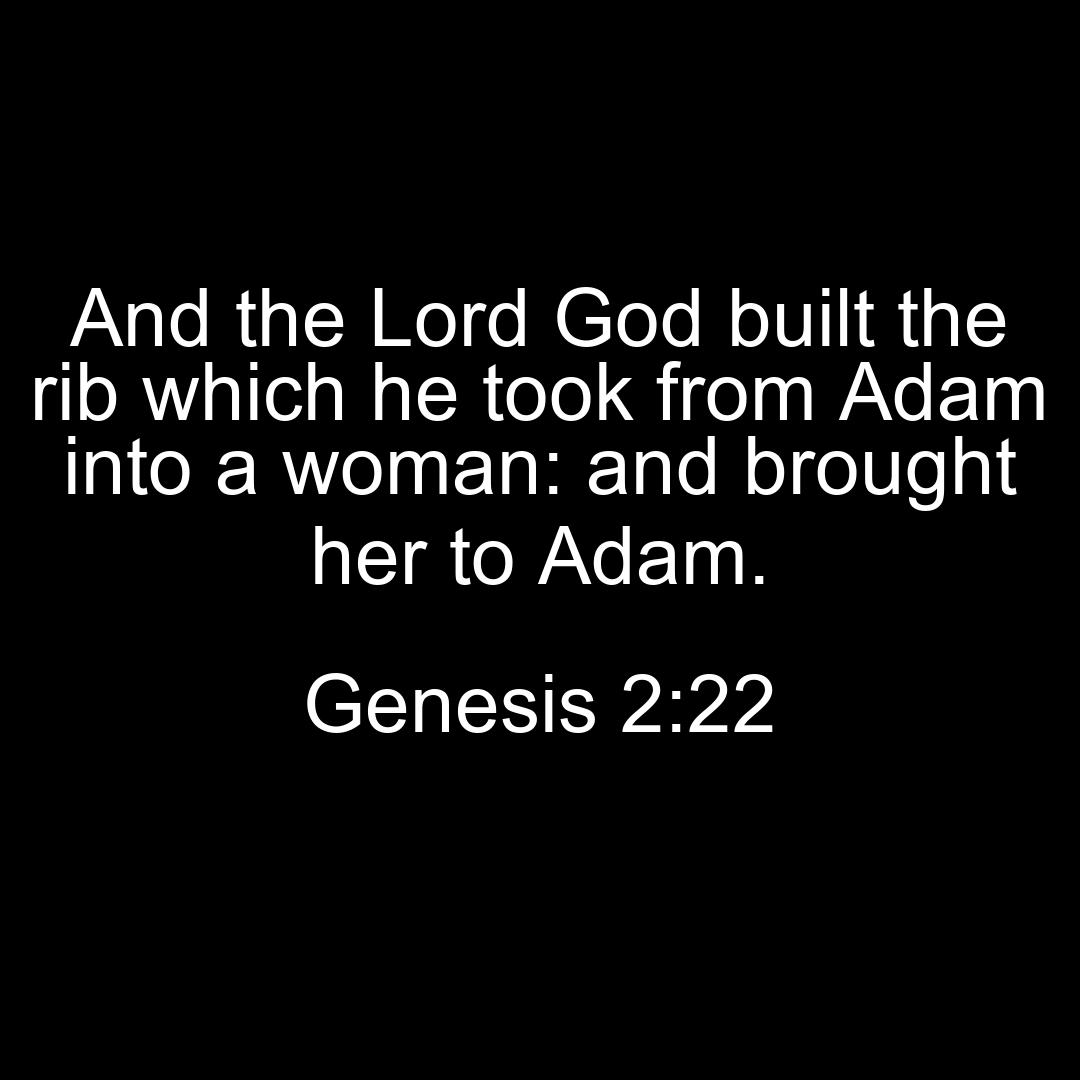 And the Lord God built the
rib which he took from Adam
into a woman: and brought
her to Adam.
Genesis 2:22